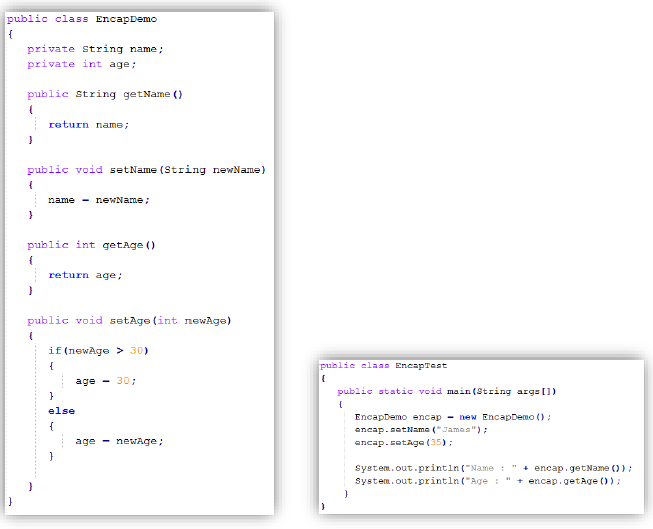 public class EncapDemo
{
private String name;
private int age;
public String getName()
{
return name;
}
public void setName(String newName)
{
name = newName;
}
public int getAge()
{
return age;
}
public void setAge(int newAge)
{
if(newAge > 30)
{
age = 30;
}
else
{
age = newAge;
}
}
}
public class EncapTest
{
public static void main(String args[])
{
EncapDemo encap = new EncapDemo();
encap.setName("James");
encap.setAge(35);
System.out.println("Name : " + encap.getName());
System.out.println("Age : " + encap.getAge());
}
}